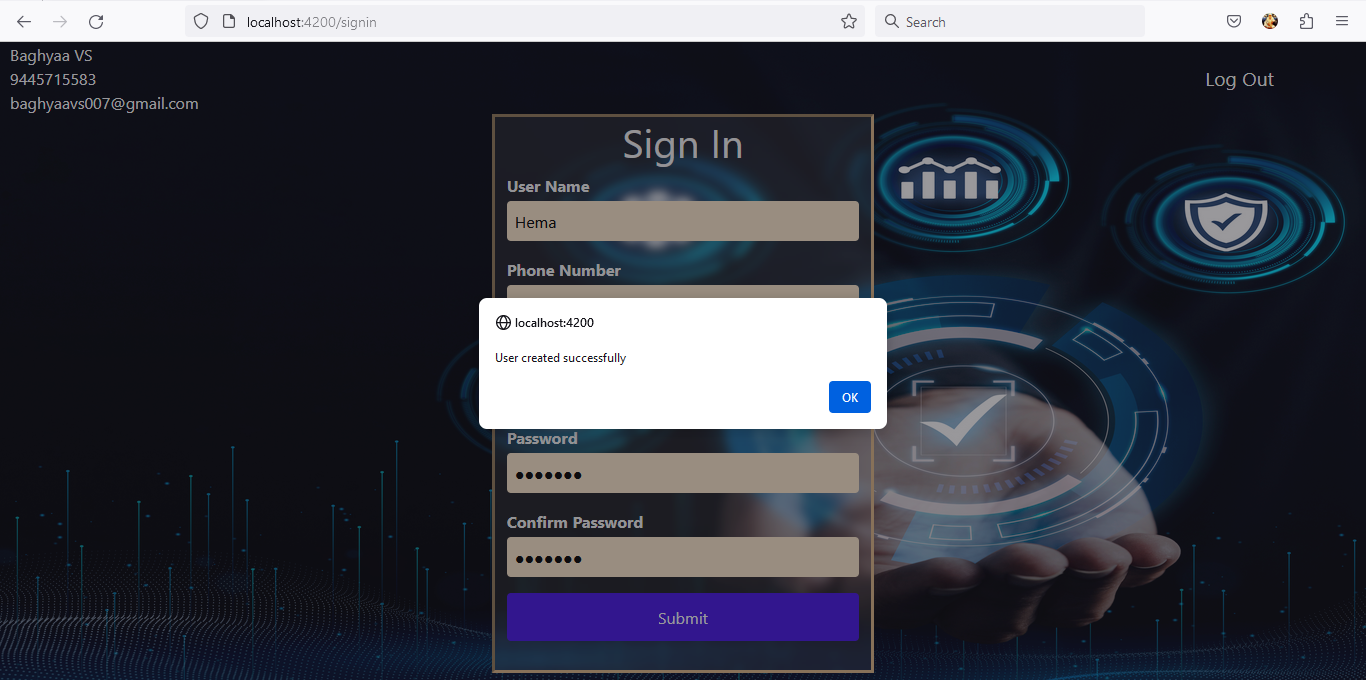 localhost:4200/signin
Search
Baghyaa VS
9445715583
baghyaavs007@gmail.com
Log Out
Sign In
User Name
Hema
Phone Number
localhost:4200
User created successfully
OK
Password
●●●●●●●
Confirm Password
●●●●●●●
Submit